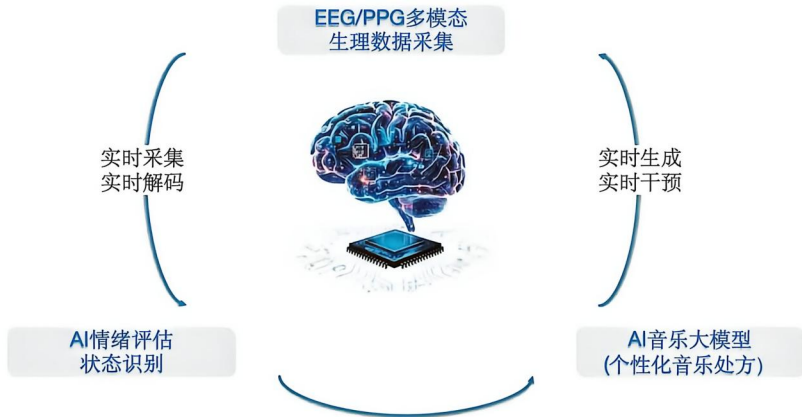 EEG/PPG多模态
生理数据采集
实时采集
实时解码
实时生成
实时干预
AI情绪评估
状态识别
AI音乐大模型
(个性化音乐处方)